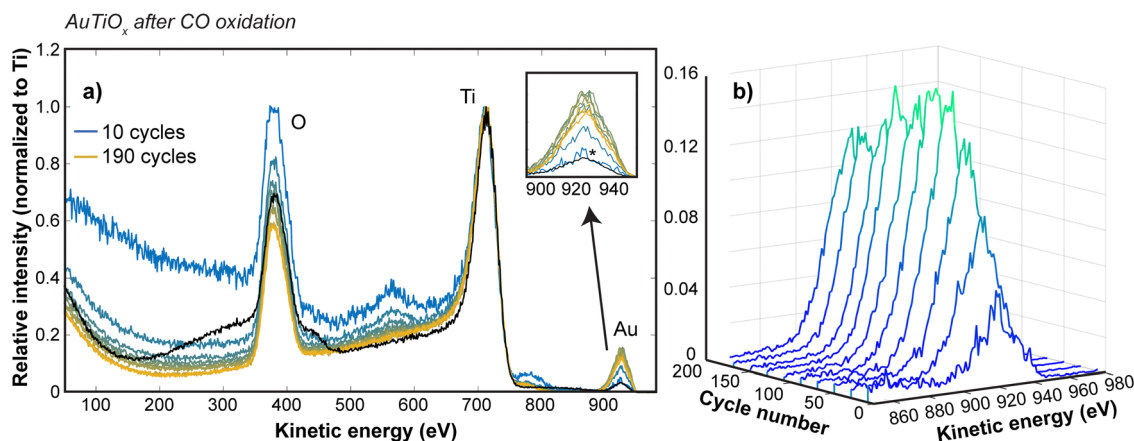 AuTiOₓ after CO oxidation
a)
10 cycles
190 cycles
O
Ti
Au
*
900 920 940
Relative intensity (normalized to Ti)
1.2
1.0
0.8
0.6
0.4
0.2
0
100 200 300 400 500 600 700 800 900
Kinetic energy (eV)
b)
0.16
0.12
0.08
0.04
0
200 150 100 50 0
Cycle number
860 880 900 920 940 960 980
Kinetic energy (eV)